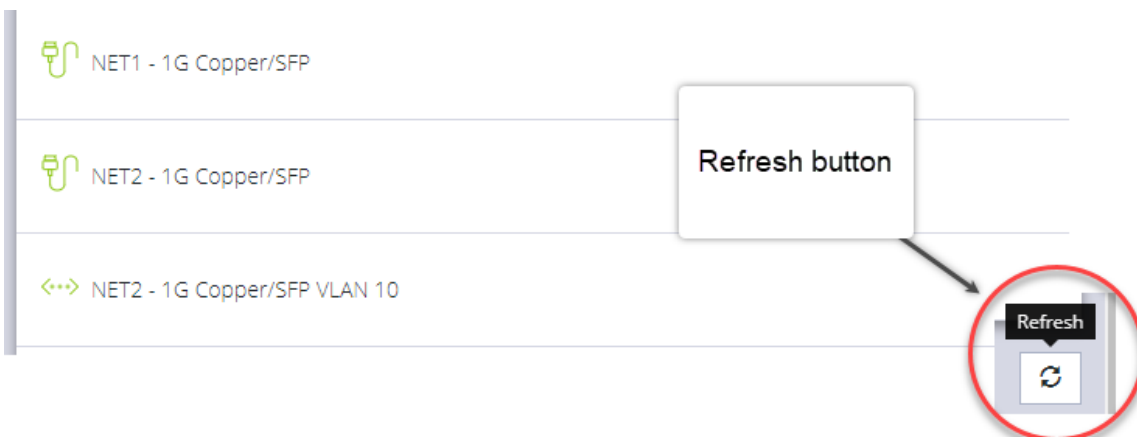 NET1 - 1G Copper/SFP
NET2 - 1G Copper/SFP
Refresh button
NET2 - 1G Copper/SFP VLAN 10
Refresh